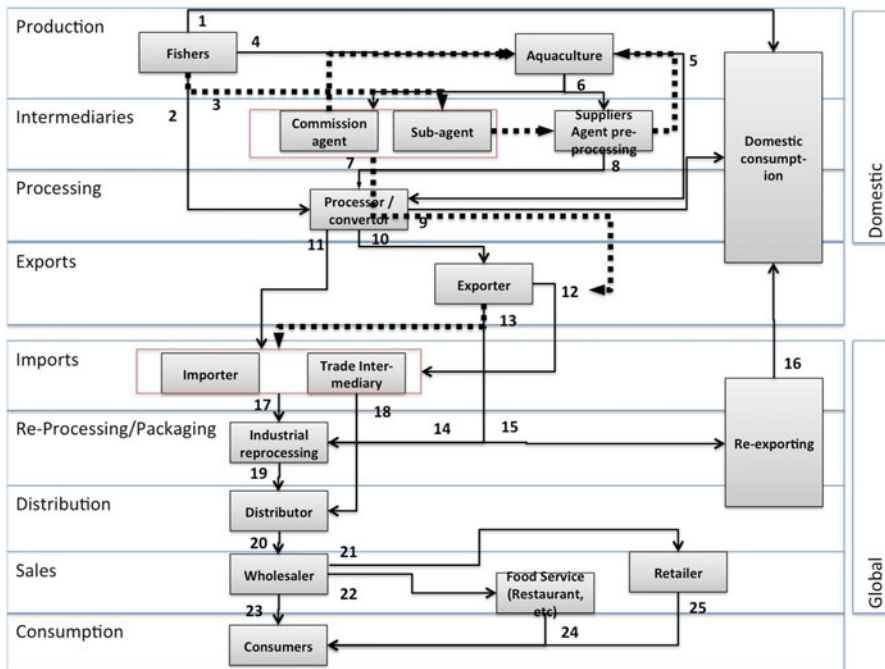 1
Production
Fishers
4
Aquaculture
5
6
2
3
Intermediaries
Commission
agent
Sub-agent
Suppliers
Agent pre-
processing
Domestic
consumpt-
ion
Domestic
7
8
Processing
Processor /
convertor
9
11
10
Exports
Exporter
12
13
Imports
Importer
Trade Inter-
mediary
16
17
18
Re-Processing/Packaging
Industrial
reprocessing
14
15
Re-exporting
19
Distribution
Distributor
20
21
Sales
Wholesaler
22
Food Service
(Restaurant,
etc)
Retailer
Global
23
25
24
Consumption
Consumers